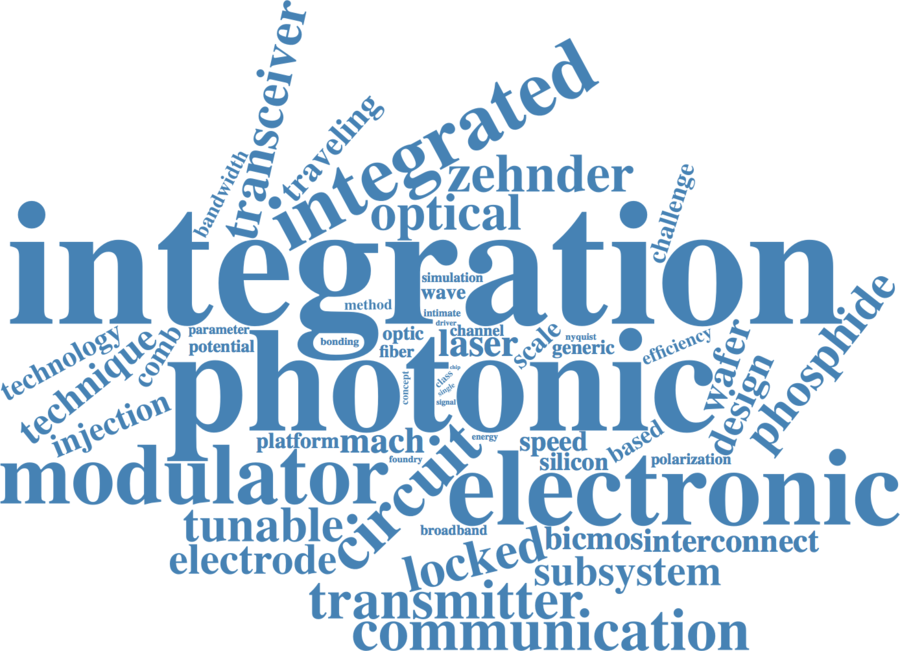 transceiver
integrated
traveling
bandwidth
zehnder
optical
challenge
integration
simulation
wave
method
intimate
driver
phosphide
technology
technique
comb
parameter
potential
bonding
optic
fiber
channel
laser
scale
nyquist
generic
efficiency
wafer
design
photonic
concept
class
chip
single
signal
injection
platform
mach
energy
speed
silicon
based
polarization
foundry
modulator
circuit
electronic
tunable
broadband
electrode
locked
bicmos
interconnect
subsystem
transmitter
communication